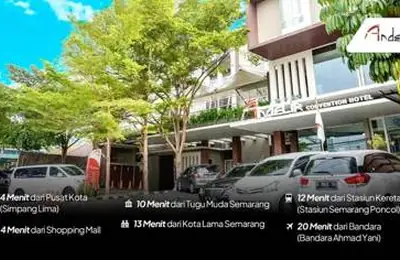 Ande
CONVENTION HOTEL
4 Menit dari Pusat Kota
(Simpang Lima)
4 Menit dari Shopping Mall
10 Menit dari Tugu Muda Semarang
13 Menit dari Kota Lama Semarang
12 Menit dari Stasiun Kereta
(Stasiun Semarang Poncol)
20 Menit dari Bandara
(Bandara Ahmad Yani)